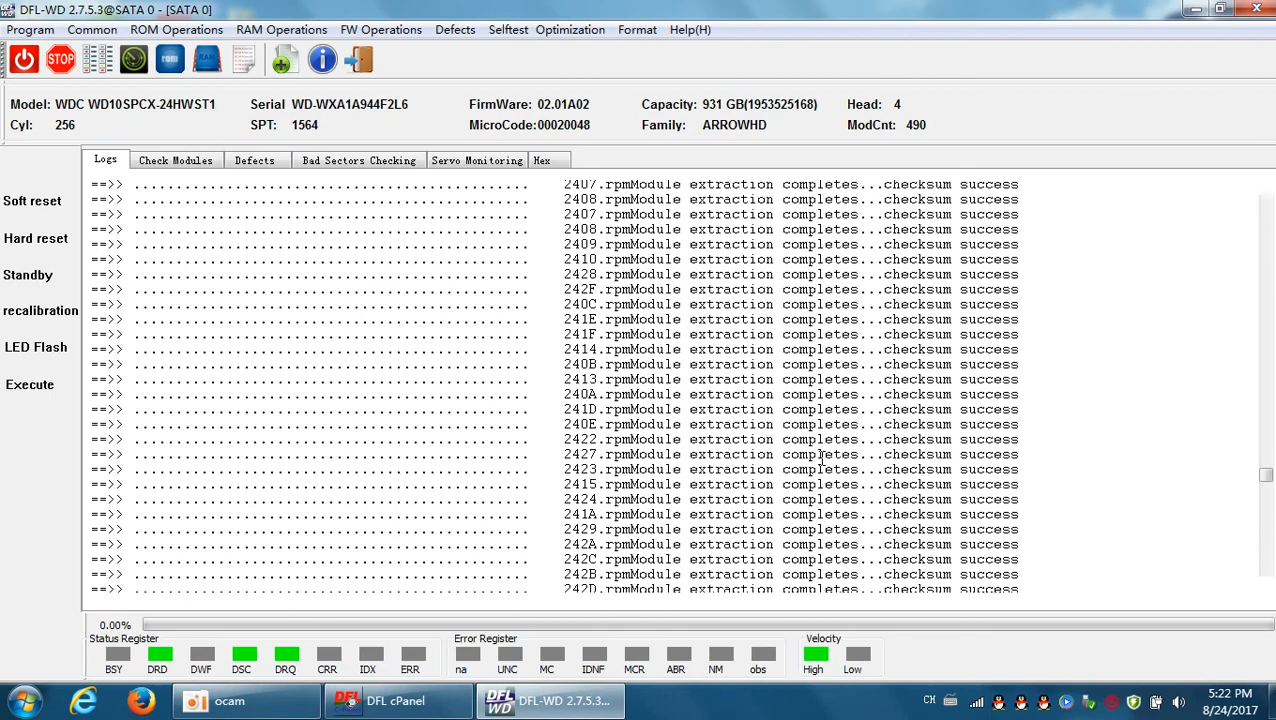 DFL-WD 2.7.5.3@SATA 0 - [SATA 0]
Program Common ROM Operations RAM Operations FW Operations Defects Selftest Optimization Format Help(H)
STOP rom RAM
Model: WDC WD10SPCX-24HWST1 Serial WD-WXA1A944F2L6 FirmWare: 02.01A02 Capacity: 931 GB(1953525168) Head: 4
Cyl: 256 SPT: 1564 MicroCode:00020048 Family: ARROWHD ModCnt: 490
Logs Check Modules Defects Bad Sectors Checking Servo Monitoring Hex
Soft reset
Hard reset
Standby
recalibration
LED Flash
Execute
==>> ............................................... 2407.rpmModule extraction completes...checksum success
==>> ............................................... 2408.rpmModule extraction completes...checksum success
==>> ............................................... 2407.rpmModule extraction completes...checksum success
==>> ............................................... 2408.rpmModule extraction completes...checksum success
==>> ............................................... 2409.rpmModule extraction completes...checksum success
==>> ............................................... 2410.rpmModule extraction completes...checksum success
==>> ............................................... 2428.rpmModule extraction completes...checksum success
==>> ............................................... 242F.rpmModule extraction completes...checksum success
==>> ............................................... 240C.rpmModule extraction completes...checksum success
==>> ............................................... 241E.rpmModule extraction completes...checksum success
==>> ............................................... 241F.rpmModule extraction completes...checksum success
==>> ............................................... 2414.rpmModule extraction completes...checksum success
==>> ............................................... 240B.rpmModule extraction completes...checksum success
==>> ............................................... 2413.rpmModule extraction completes...checksum success
==>> ............................................... 240A.rpmModule extraction completes...checksum success
==>> ............................................... 241D.rpmModule extraction completes...checksum success
==>> ............................................... 240E.rpmModule extraction completes...checksum success
==>> ............................................... 2422.rpmModule extraction completes...checksum success
==>> ............................................... 2427.rpmModule extraction completes...checksum success
==>> ............................................... 2423.rpmModule extraction completes...checksum success
==>> ............................................... 2415.rpmModule extraction completes...checksum success
==>> ............................................... 2424.rpmModule extraction completes...checksum success
==>> ............................................... 241A.rpmModule extraction completes...checksum success
==>> ............................................... 2429.rpmModule extraction completes...checksum success
==>> ............................................... 242A.rpmModule extraction completes...checksum success
==>> ............................................... 242C.rpmModule extraction completes...checksum success
==>> ............................................... 242B.rpmModule extraction completes...checksum success
==>> ............................................... 242D.rpmModule extraction completes...checksum success
0.00%
Status Register Error Register Velocity
BSY DRD DWF DSC DRQ CRR IDX ERR na UNC MC IDNF MCR ABR NM obs High Low
ocam DFL DFL cPanel DFL WD DFL-WD 2.7.5.3... CH 5:22 PM
8/24/2017